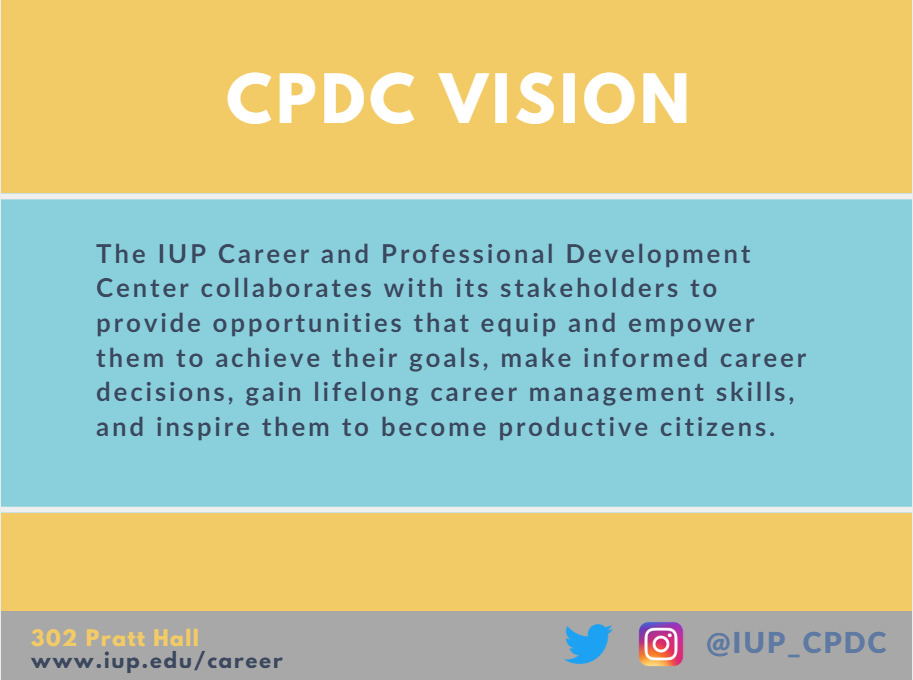 CPDC VISION
The IUP Career and Professional Development
Center collaborates with its stakeholders to
provide opportunities that equip and empower
them to achieve their goals, make informed career
decisions, gain lifelong career management skills,
and inspire them to become productive citizens.
302 Pratt Hall
www.iup.edu/career
@IUP_CPDC